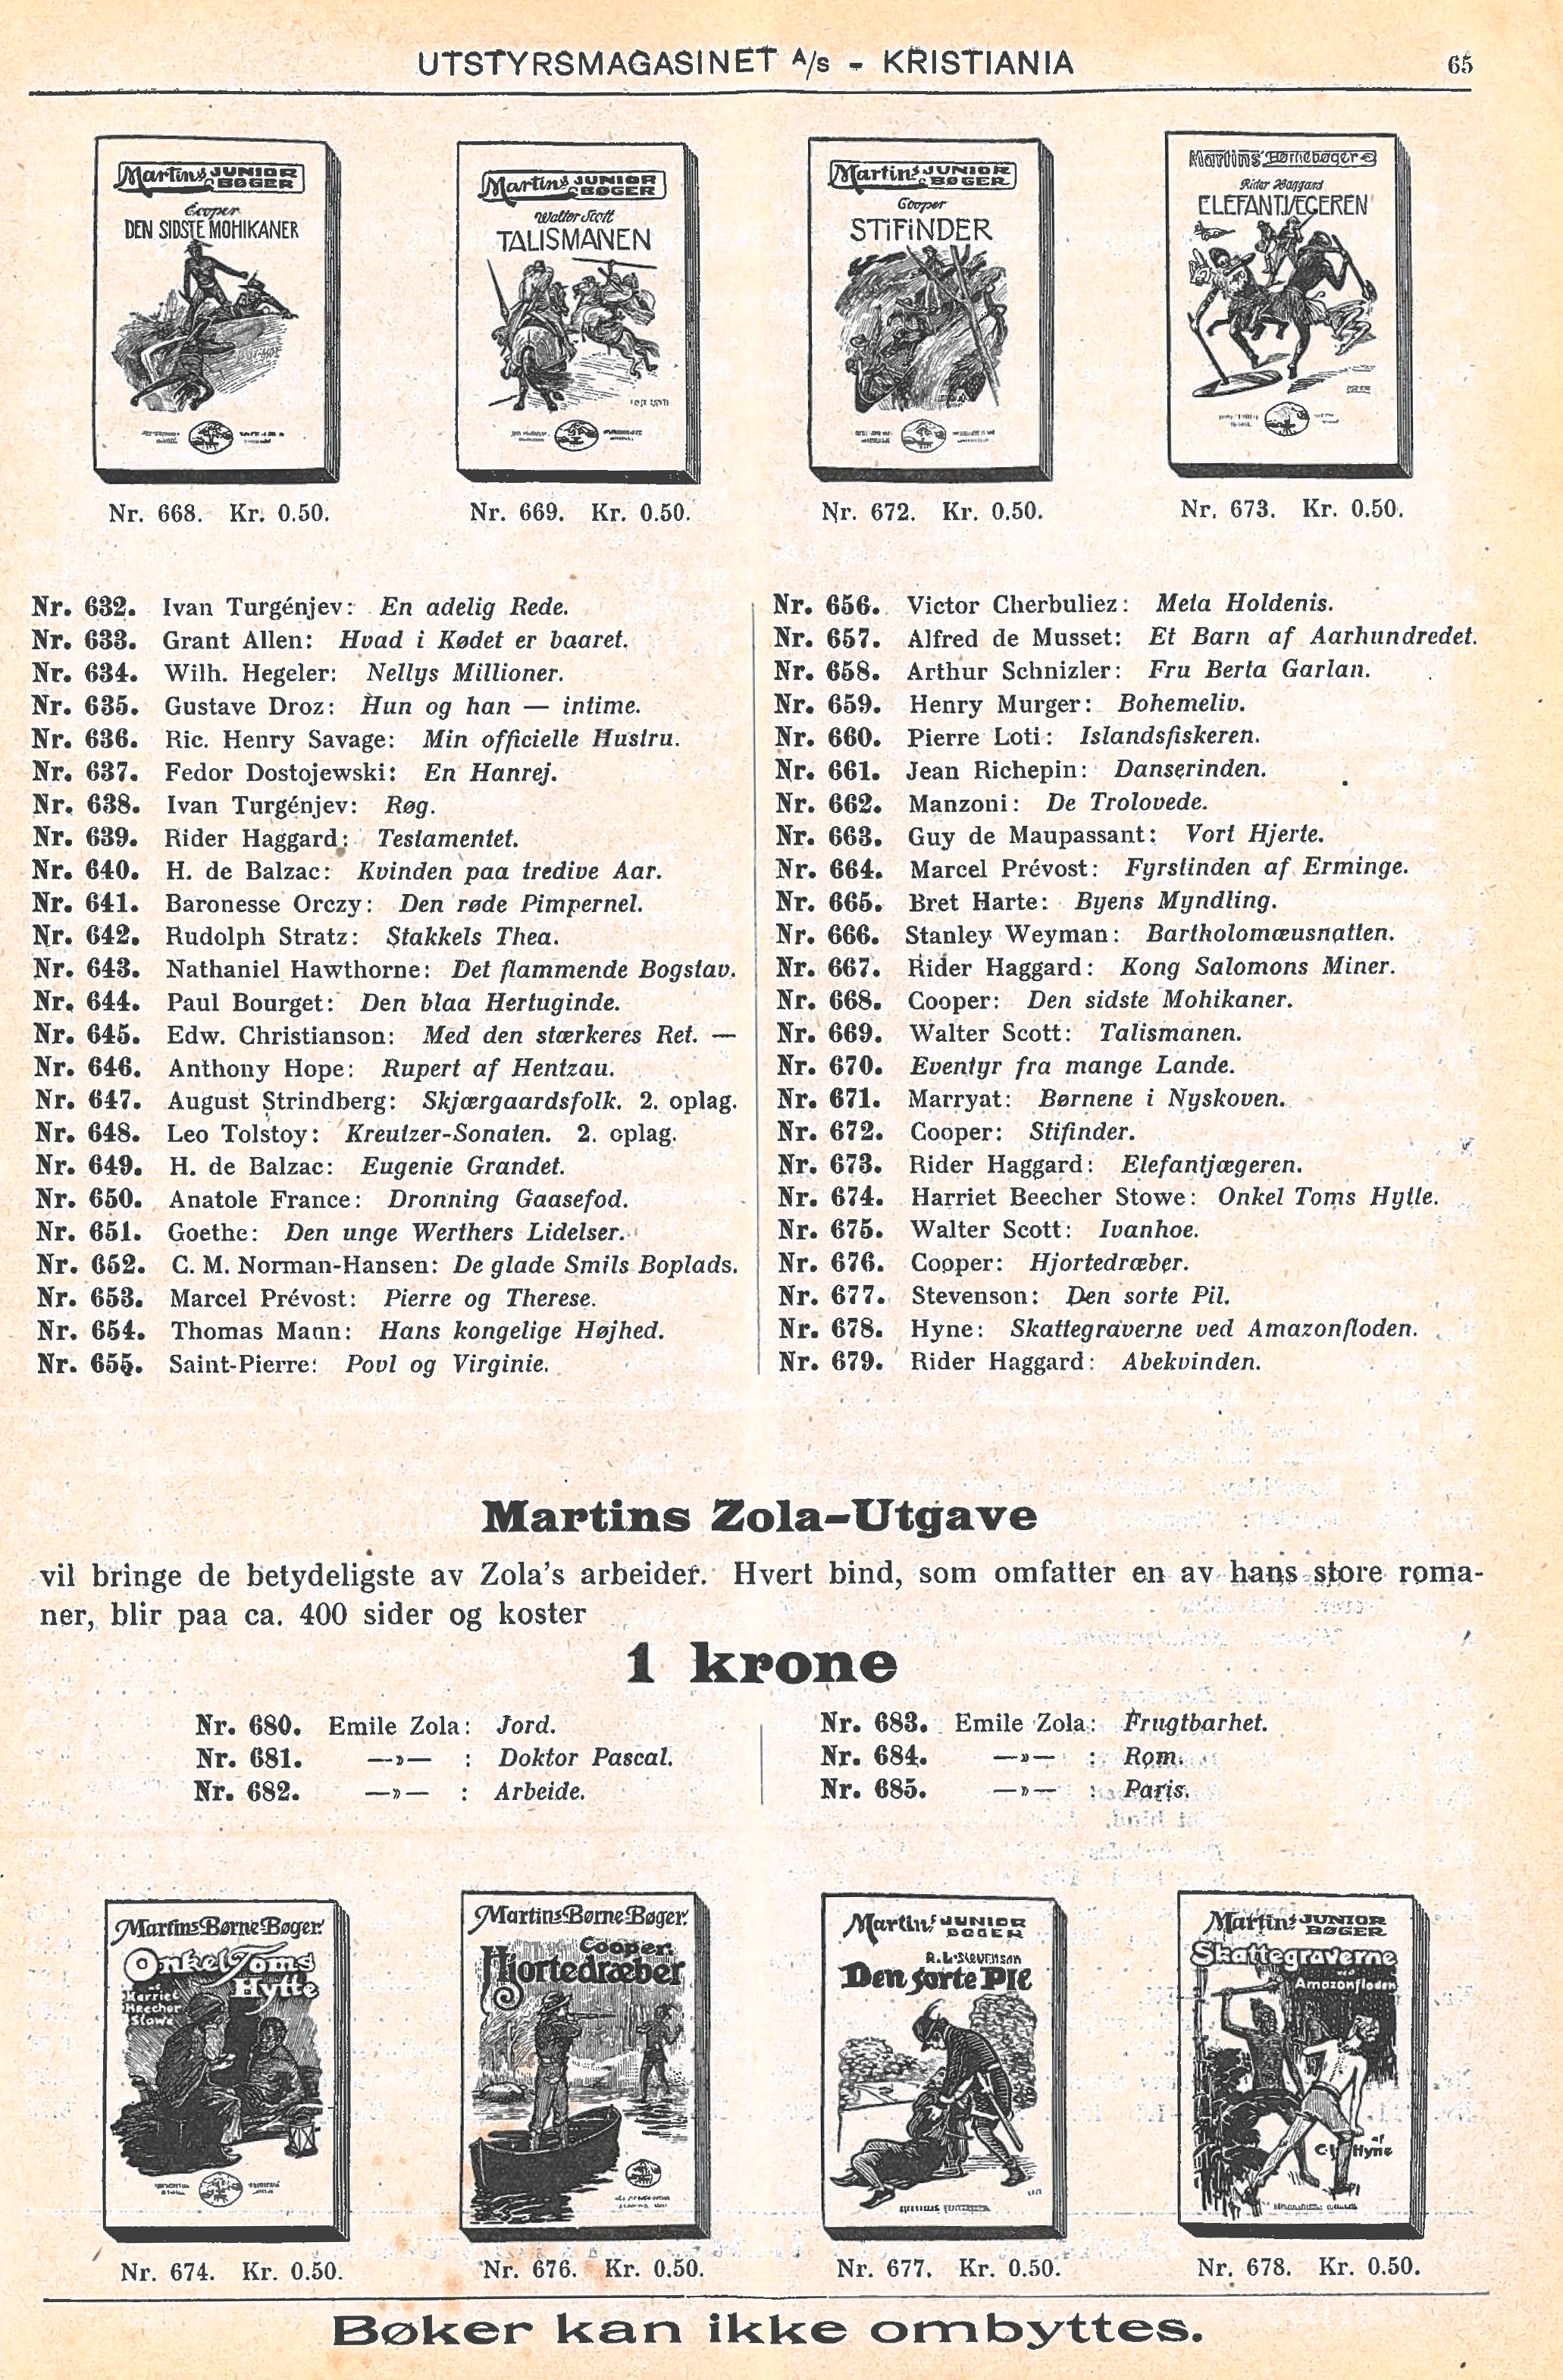 UTSTYRSMAGASINET A/S - KRISTIANIA
65
Martins JUNIOR BØGER
Cooper
DEN SIDSTE MOHIKANER
Martins JUNIOR BØGER
Walter Scott
TALISMANEN
Martins JUNIOR BØGER
Cooper
STIFINDER
Martins Børnebøger
Rider Haggard
ELEFANTJÆGEREN
Nr. 668. Kr. 0.50.
Nr. 669. Kr. 0.50.
Nr. 672. Kr. 0.50.
Nr. 673. Kr. 0.50.
Nr. 632. Ivan Turgénjev: En adelig Rede.
Nr. 633. Grant Allen: Hvad i Kødet er baaret.
Nr. 634. Wilh. Hegeler: Nellys Millioner.
Nr. 635. Gustave Droz: Hun og han — intime.
Nr. 636. Ric. Henry Savage: Min officielle Hustru.
Nr. 637. Fedor Dostojewski: En Hanrej.
Nr. 638. Ivan Turgénjev: Røg.
Nr. 639. Rider Haggard: Testamentet.
Nr. 640. H. de Balzac: Kvinden paa tredive Aar.
Nr. 641. Baronesse Orczy: Den røde Pimpernel.
Nr. 642. Rudolph Stratz: Stakkels Thea.
Nr. 643. Nathaniel Hawthorne: Det flammende Bogstav.
Nr. 644. Paul Bourget: Den blaa Hertuginde.
Nr. 645. Edw. Christianson: Med den stærkeres Ret. —
Nr. 646. Anthony Hope: Rupert af Hentzau.
Nr. 647. August Strindberg: Skjærgaardsfolk. 2. oplag.
Nr. 648. Leo Tolstoy: Kreutzer-Sonaten. 2. oplag.
Nr. 649. H. de Balzac: Eugenie Grandet.
Nr. 650. Anatole France: Dronning Gaasefod.
Nr. 651. Goethe: Den unge Werthers Lidelser.
Nr. 652. C. M. Norman-Hansen: De glade Smils Boplads.
Nr. 653. Marcel Prévost: Pierre og Therese.
Nr. 654. Thomas Mann: Hans kongelige Højhed.
Nr. 655. Saint-Pierre: Povl og Virginie.
Nr. 656. Victor Cherbuliez: Meta Holdenis.
Nr. 657. Alfred de Musset: Et Barn af Aarhundredet.
Nr. 658. Arthur Schnizler: Fru Berta Garlan.
Nr. 659. Henry Murger: Bohemeliv.
Nr. 660. Pierre Loti: Islandsfiskeren.
Nr. 661. Jean Richepin: Danserinden.
Nr. 662. Manzoni: De Trolovede.
Nr. 663. Guy de Maupassant: Vort Hjerte.
Nr. 664. Marcel Prévost: Fyrstinden af Erminge.
Nr. 665. Bret Harte: Byens Myndling.
Nr. 666. Stanley Weyman: Bartholomæusnatten.
Nr. 667. Rider Haggard: Kong Salomons Miner.
Nr. 668. Cooper: Den sidste Mohikaner.
Nr. 669. Walter Scott: Talismanen.
Nr. 670. Eventyr fra mange Lande.
Nr. 671. Marryat: Børnene i Nyskoven.
Nr. 672. Cooper: Stifinder.
Nr. 673. Rider Haggard: Elefantjægeren.
Nr. 674. Harriet Beecher Stowe: Onkel Toms Hytte.
Nr. 675. Walter Scott: Ivanhoe.
Nr. 676. Cooper: Hjortedræber.
Nr. 677. Stevenson: Den sorte Pil.
Nr. 678. Hyne: Skattegraverne ved Amazonfloden.
Nr. 679. Rider Haggard: Abekvinden.
Martins Zola-Utgave
vil bringe de betydeligste av Zola's arbeider. Hvert bind, som omfatter en av hans store roma-
ner, blir paa ca. 400 sider og koster
1 krone
Nr. 680. Emile Zola: Jord.
Nr. 681. —»— : Doktor Pascal.
Nr. 682. —»— : Arbeide.
Nr. 683. Emile Zola: Frugtbarhet.
Nr. 684. —»— : Rom.
Nr. 685. —»— : Paris.
Martins Børne-Bøger
Onkel Toms
Hytte
af
Harriet
Beecher
Stowe
Martins Børne-Bøger
Cooper
Hjortedræber
Martins JUNIOR BØGER
R. L. Stevenson
Den sorte Pil
Martins JUNIOR BØGER
Skattegraverne
Amazonfloden
af
Hyne
Nr. 674. Kr. 0.50.
Nr. 676. Kr. 0.50.
Nr. 677. Kr. 0.50.
Nr. 678. Kr. 0.50.
Bøker kan ikke ombyttes.